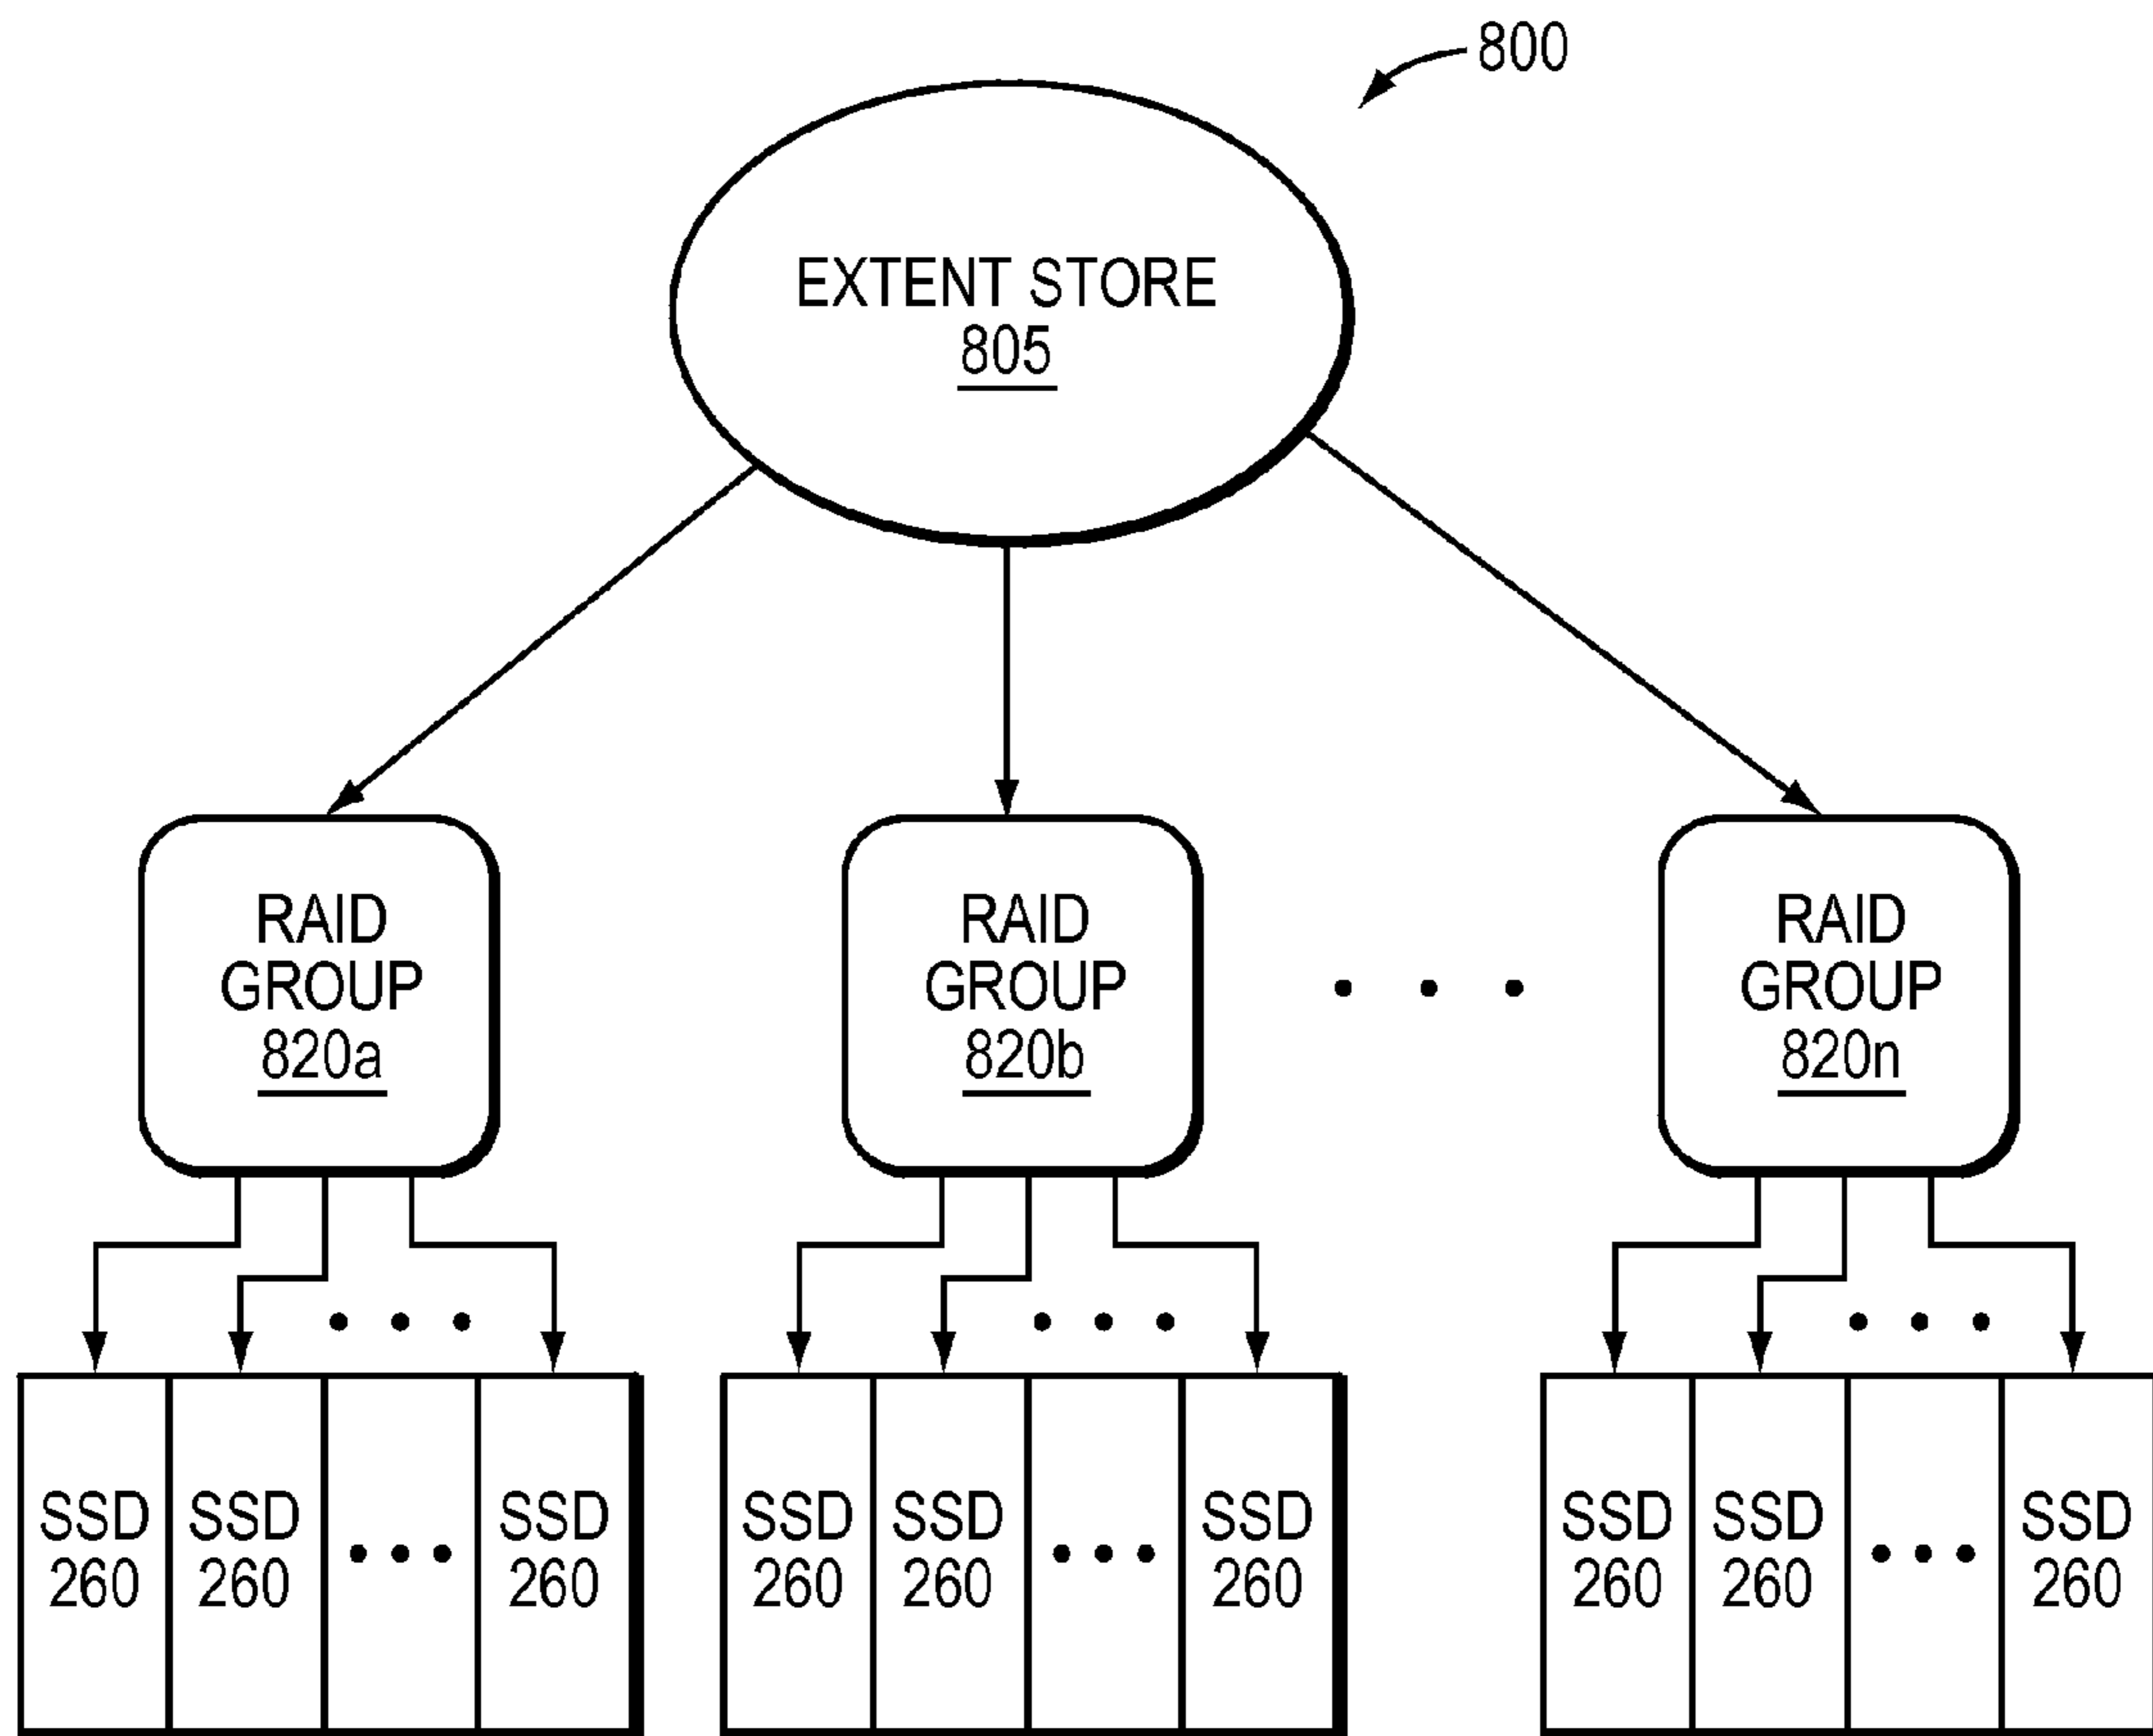 800
EXTENT STORE
805
RAID
GROUP
820a
RAID
GROUP
820b
• • •
RAID
GROUP
820n
• • •
• • •
• • •
SSD
260
SSD
260
• • •
SSD
260
SSD
260
SSD
260
• • •
SSD
260
SSD
260
SSD
260
• • •
SSD
260